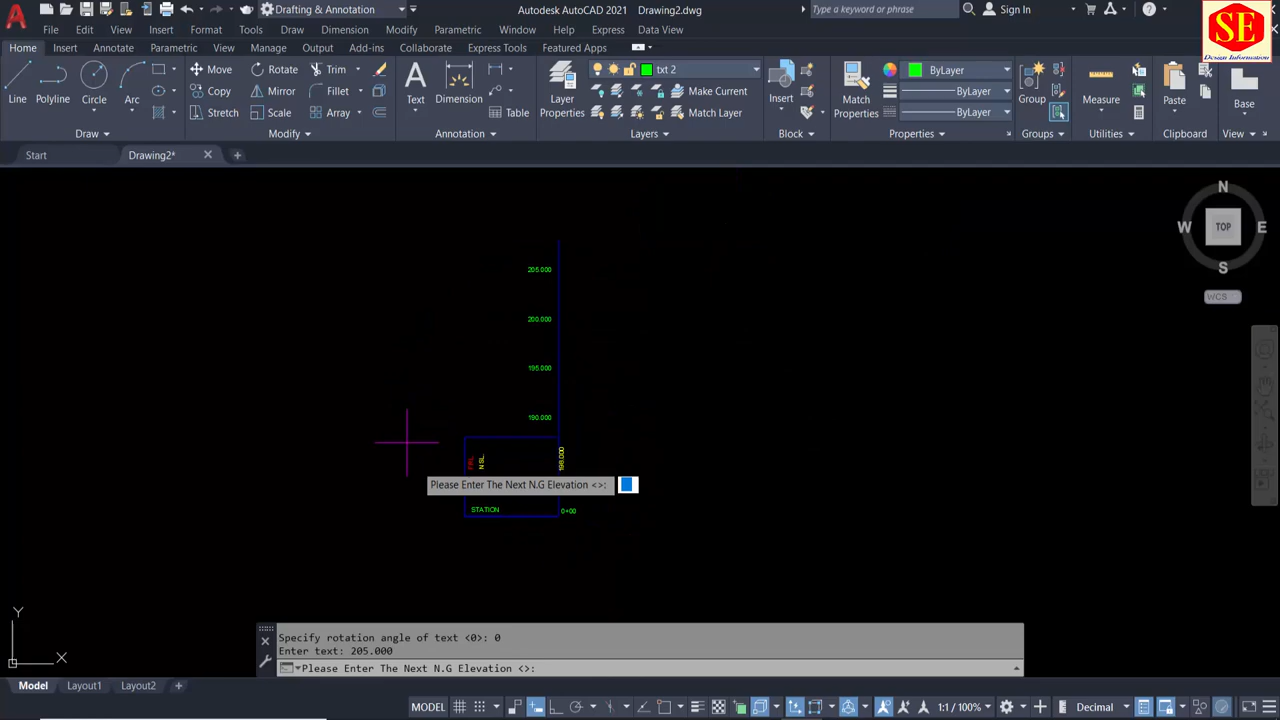 Drafting & Annotation
Autodesk AutoCAD 2021 Drawing2.dwg
Type a keyword or phrase
Sign In
SE
Design Information
File Edit View Insert Format Tools Draw Dimension Modify Parametric Window Help Express Data View
Home Insert Annotate Parametric View Manage Output Add-ins Collaborate Express Tools Featured Apps
Line Polyline Circle Arc
Move Rotate Trim
Copy Mirror Fillet
Stretch Scale Array
Text Dimension Table
Layer Properties
txt 2
Make Current
Match Layer
Insert
Match Properties
ByLayer
ByLayer
ByLayer
Group
Measure
Paste
Base
Draw Modify Annotation Layers Block Properties Groups Utilities Clipboard View
Start Drawing2*
N
W TOP E
S
WCS
205.000
200.000
195.000
190.000
N SL.
198.000
Please Enter The Next N.G Elevation <>:
STATION 0+00
Y
X
Specify rotation angle of text <0>: 0
Enter text: 205.000
Please Enter The Next N.G Elevation <>:
Model Layout1 Layout2
MODEL 1:1 / 100% Decimal